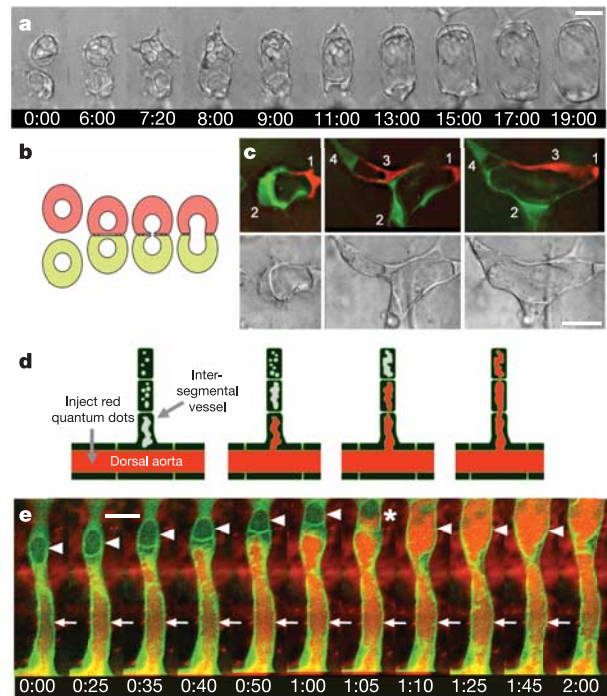 a
0:00 6:00 7:20 8:00 9:00 11:00 13:00 15:00 17:00 19:00
b
c
1
2
4
3
1
2
4
3
1
2
d
Inject red
quantum dots
Inter-
segmental
vessel
Dorsal aorta
e
*
0:00 0:25 0:35 0:40 0:50 1:00 1:05 1:10 1:25 1:45 2:00